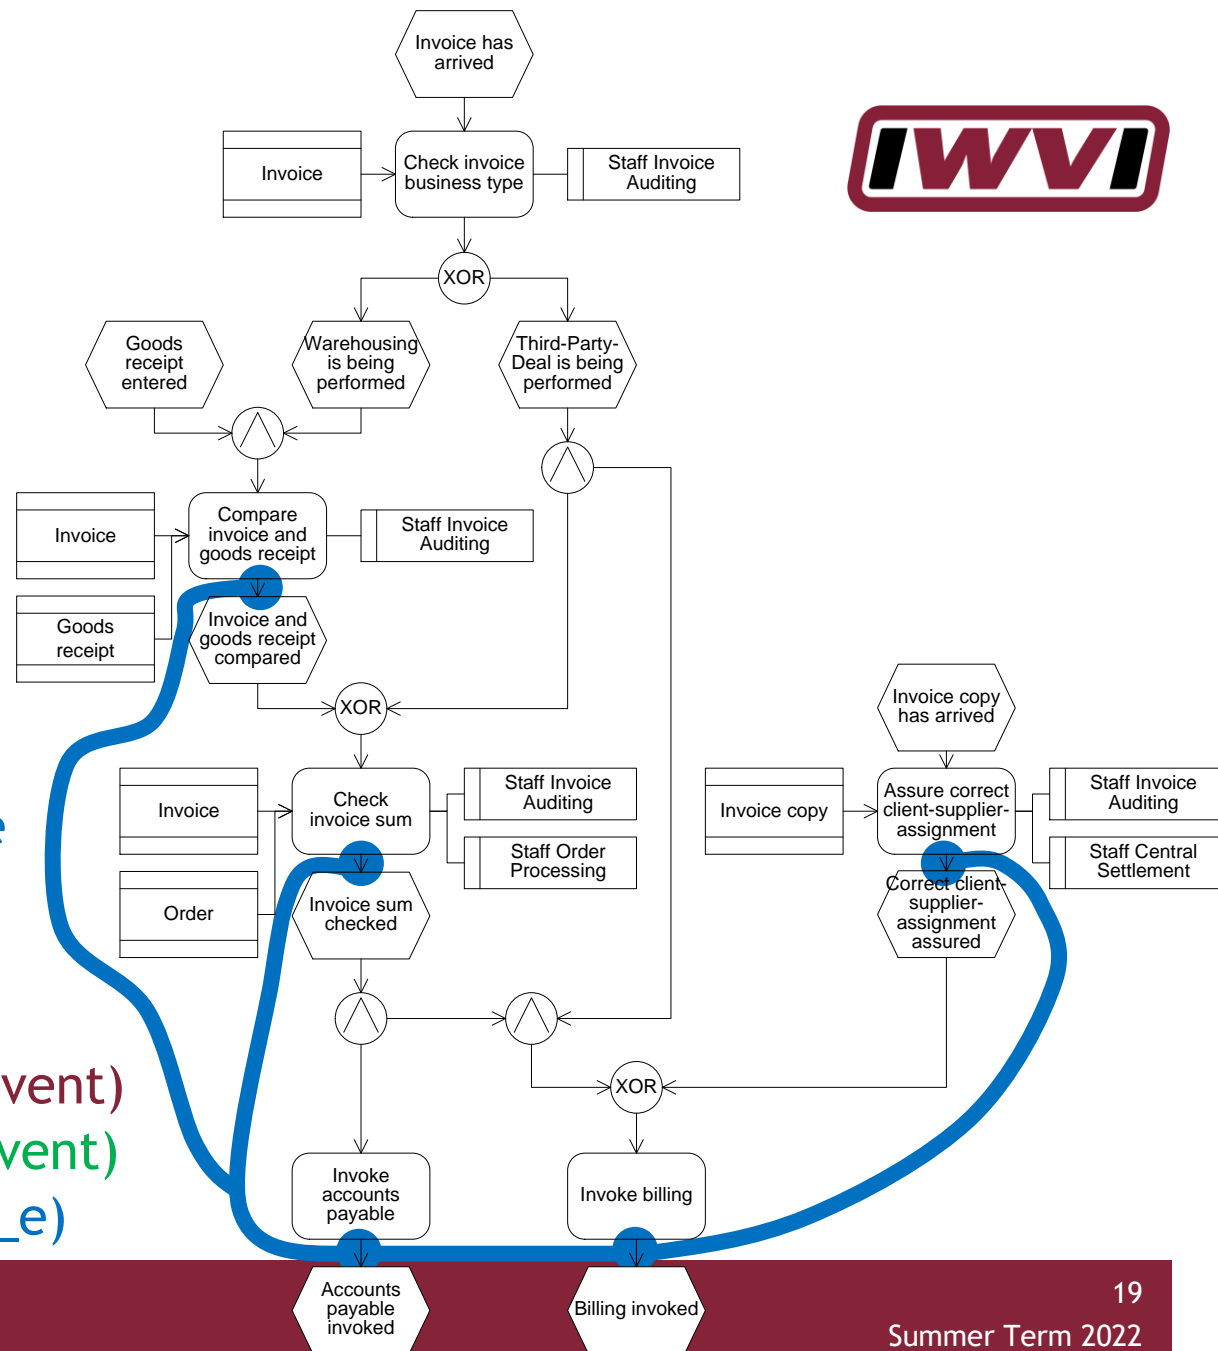 Invoice has
arrived
IWVI
Invoice
Check invoice
business type
Staff Invoice
Auditing
XOR
Goods
receipt
entered
Warehousing
is being
performed
Third-Party-
Deal is being
performed
Invoice
Compare
invoice and
goods receipt
Staff Invoice
Auditing
Goods
receipt
Invoice and
goods receipt
compared
XOR
Invoice copy
has arrived
Invoice
Check
invoice sum
Staff Invoice
Auditing
Staff Order
Processing
Invoice copy
Assure correct
client-supplier-
assignment
Staff Invoice
Auditing
Staff Central
Settlement
e
Order
Invoice sum
checked
Correct client-
supplier-
assignment
assured
XOR
vent)
vent)
_e)
Invoke
accounts
payable
Invoke billing
Accounts
payable
invoked
Billing invoked
19
Summer Term 2022